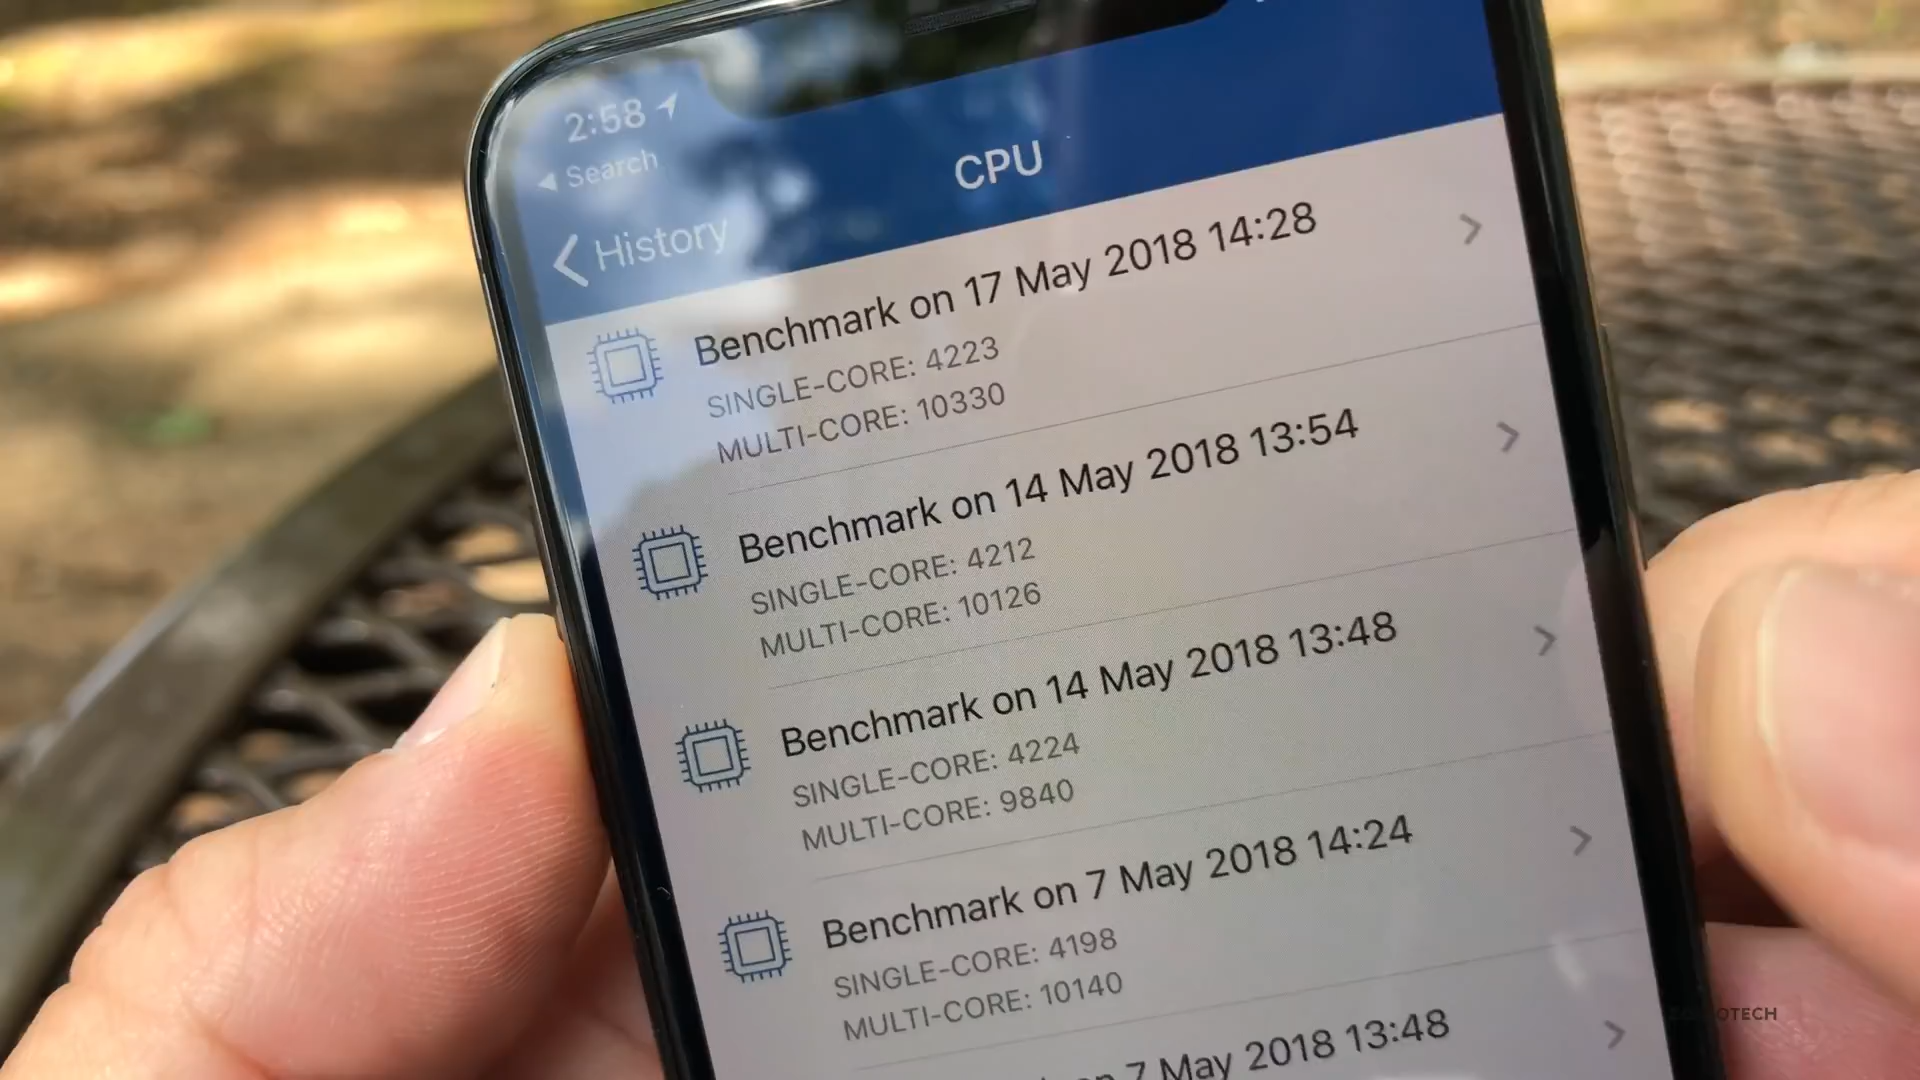 2:58
Search
CPU
History
Benchmark on 17 May 2018 14:28
SINGLE-CORE: 4223
MULTI-CORE: 10330
Benchmark on 14 May 2018 13:54
SINGLE-CORE: 4212
MULTI-CORE: 10126
Benchmark on 14 May 2018 13:48
SINGLE-CORE: 4224
MULTI-CORE: 9840
Benchmark on 7 May 2018 14:24
SINGLE-CORE: 4198
MULTI-CORE: 10140
7 May 2018 13:48